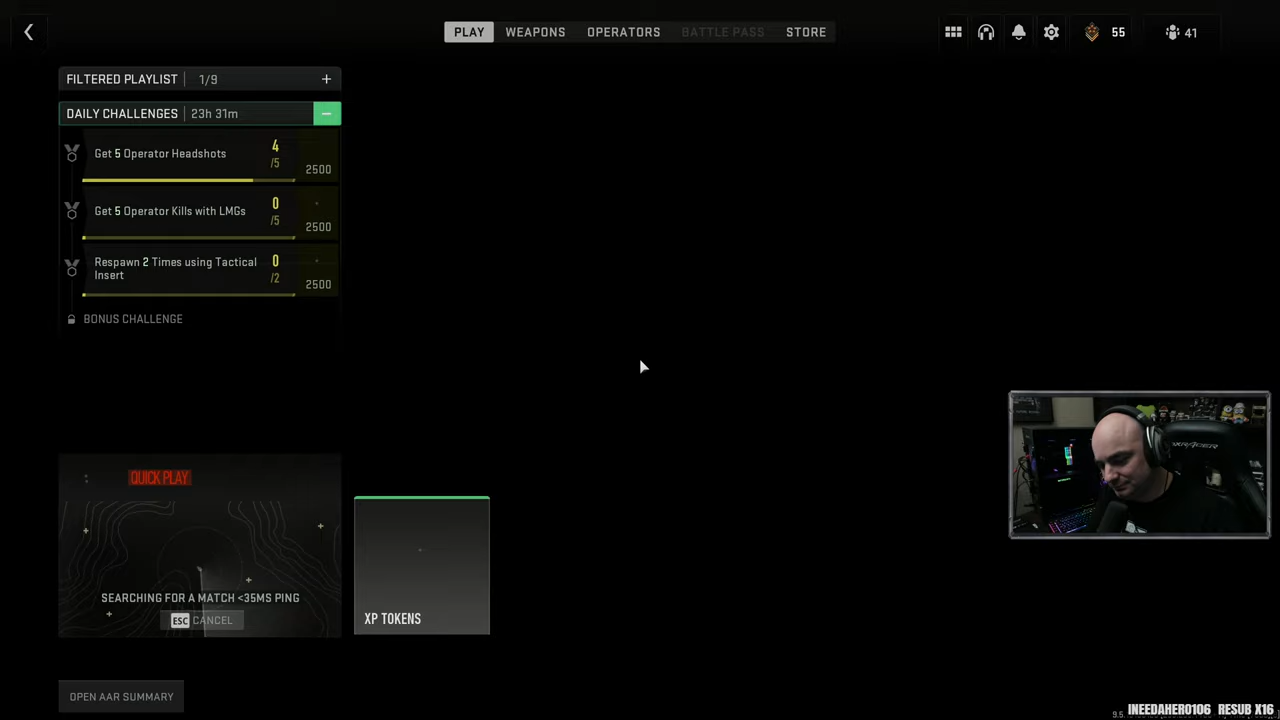 PLAY
WEAPONS
OPERATORS
BATTLE PASS
STORE
55
41
FILTERED PLAYLIST
1/9
+
DAILY CHALLENGES
23h 31m
Get 5 Operator Headshots
4
/5
2500
Get 5 Operator Kills with LMGs
0
/5
2500
Respawn 2 Times using Tactical
Insert
0
/2
2500
BONUS CHALLENGE
QUICK PLAY
SEARCHING FOR A MATCH <35MS PING
ESC CANCEL
XP TOKENS
OPEN AAR SUMMARY
INEEDAHERO106 RESUB X16